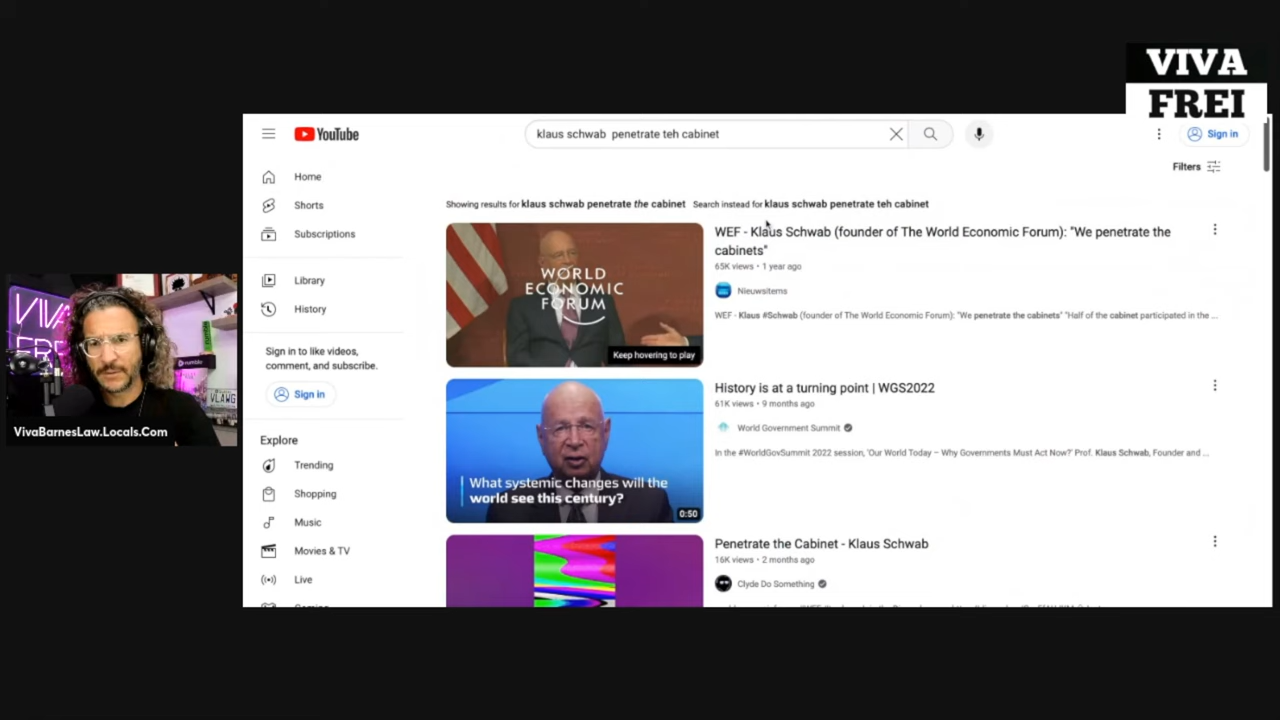 VIVA
FREI
YouTube
klaus schwab  penetrate teh cabinet
Sign in
Filters
Home
Shorts
Subscriptions
Library
History
Sign in to like videos,
comment, and subscribe.
Sign in
Explore
Trending
Shopping
Music
Movies & TV
Live
Showing results for klaus schwab penetrate the cabinet Search instead for klaus schwab penetrate teh cabinet
WORLD
ECONOMIC
FORUM
Keep hovering to play
WEF - Klaus Schwab (founder of The World Economic Forum): "We penetrate the
cabinets"
65K views • 1 year ago
Nieuwsitems
WEF - Klaus #Schwab (founder of The World Economic Forum): "We penetrate the cabinets" "Half of the cabinet participated in the ...
What systemic changes will the
world see this century?
0:50
History is at a turning point | WGS2022
61K views • 9 months ago
World Government Summit
In the #WorldGovSummit 2022 session, 'Our World Today – Why Governments Must Act Now?' Prof. Klaus Schwab, Founder and ...
Penetrate the Cabinet - Klaus Schwab
16K views • 2 months ago
Clyde Do Something
VIVA
FRE
rumble
VLAWG
VivaBarnesLaw.Locals.Com